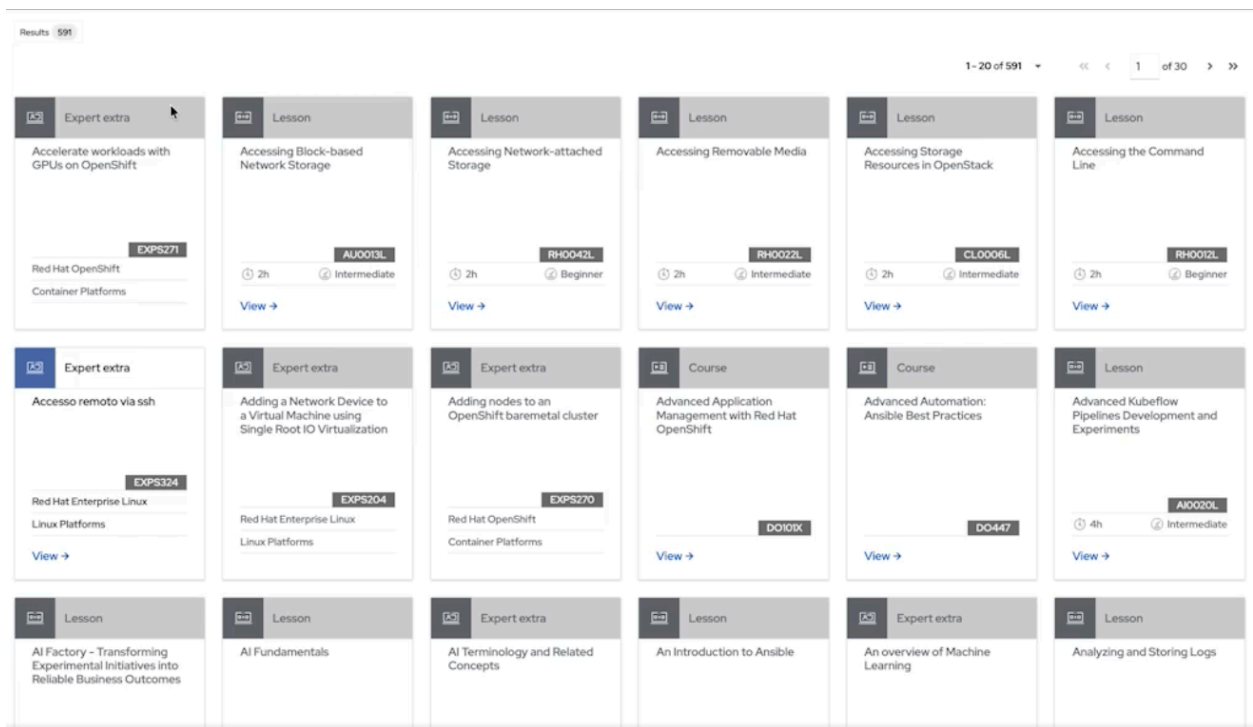 Results 591
1 - 20 of 591
1 of 30
Expert extra
Accelerate workloads with
GPUs on OpenShift
EXPS271
Red Hat OpenShift
Container Platforms
Lesson
Accessing Block-based
Network Storage
AU0013L
2h Intermediate
View →
Lesson
Accessing Network-attached
Storage
RH0042L
2h Beginner
View →
Lesson
Accessing Removable Media
RH0022L
2h Intermediate
View →
Lesson
Accessing Storage
Resources in OpenStack
CL0006L
2h Intermediate
View →
Lesson
Accessing the Command
Line
RH0012L
2h Beginner
View →
Expert extra
Accesso remoto via ssh
EXPS324
Red Hat Enterprise Linux
Linux Platforms
View →
Expert extra
Adding a Network Device to
a Virtual Machine using
Single Root IO Virtualization
EXPS204
Red Hat Enterprise Linux
Linux Platforms
Expert extra
Adding nodes to an
OpenShift baremetal cluster
EXPS270
Red Hat OpenShift
Container Platforms
Course
Advanced Application
Management with Red Hat
OpenShift
DO101X
View →
Course
Advanced Automation:
Ansible Best Practices
DO447
View →
Lesson
Advanced Kubeflow
Pipelines Development and
Experiments
AI0020L
4h Intermediate
View →
Lesson
AI Factory - Transforming
Experimental Initiatives into
Reliable Business Outcomes
Lesson
AI Fundamentals
Expert extra
AI Terminology and Related
Concepts
Lesson
An Introduction to Ansible
Expert extra
An overview of Machine
Learning
Lesson
Analyzing and Storing Logs